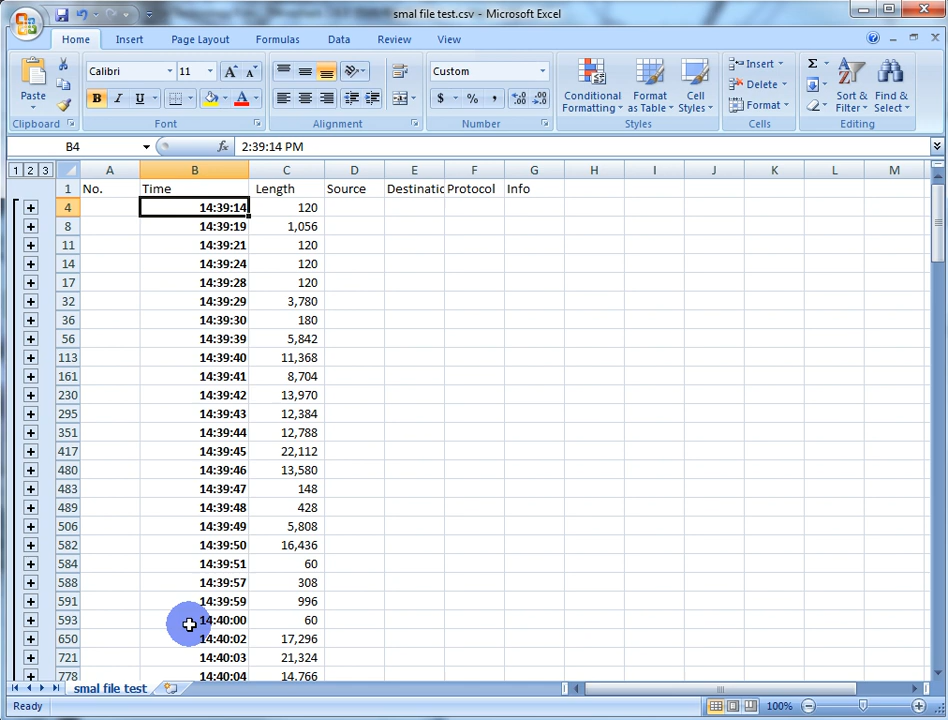 smal file test.csv - Microsoft Excel
Home Insert Page Layout Formulas Data Review View
Paste
Calibri 11 A A
B I U A
Custom
$ % ,
Conditional Formatting Format as Table Cell Styles
Insert
Delete
Format
Σ
Sort & Filter Find & Select
Clipboard Font Alignment Number Styles Cells Editing
B4 fx 2:39:14 PM
1 2 3 A B C D E F G H I J K L M
1 No. Time Length Source Destinatic Protocol Info
4 14:39:14 120
8 14:39:19 1,056
11 14:39:21 120
14 14:39:24 120
17 14:39:28 120
32 14:39:29 3,780
36 14:39:30 180
56 14:39:39 5,842
113 14:39:40 11,368
161 14:39:41 8,704
230 14:39:42 13,970
295 14:39:43 12,384
351 14:39:44 12,788
417 14:39:45 22,112
480 14:39:46 13,580
483 14:39:47 148
489 14:39:48 428
506 14:39:49 5,808
582 14:39:50 16,436
584 14:39:51 60
588 14:39:57 308
591 14:39:59 996
593 14:40:00 60
650 14:40:02 17,296
721 14:40:03 21,324
778 14:40:04 14,766
smal file test
Ready 100%